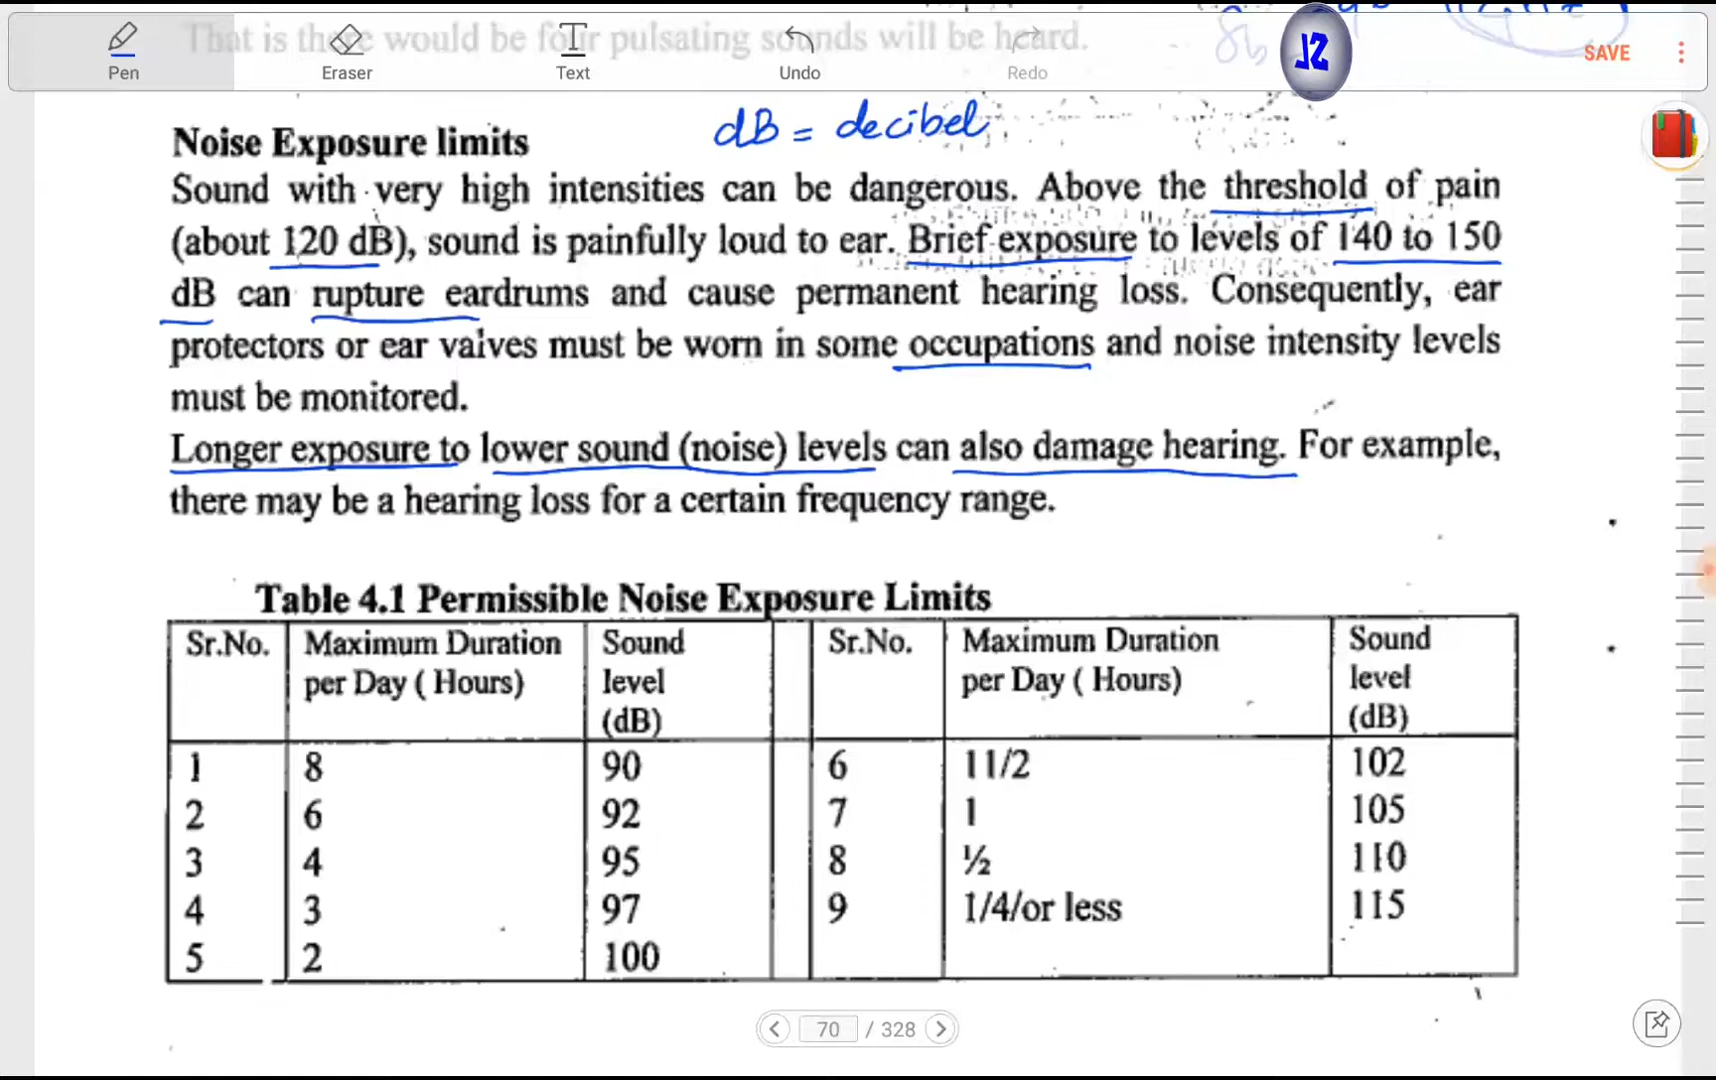 That is there would be four pulsating sounds will be heard.
Pen
Eraser
Text
Undo
Redo
JZ
SAVE
dB = decibel
Noise Exposure limits
Sound with very high intensities can be dangerous. Above the threshold of pain
(about 120 dB), sound is painfully loud to ear. Brief exposure to levels of 140 to 150
dB can rupture eardrums and cause permanent hearing loss. Consequently, ear
protectors or ear valves must be worn in some occupations and noise intensity levels
must be monitored.
Longer exposure to lower sound (noise) levels can also damage hearing. For example,
there may be a hearing loss for a certain frequency range.
Table 4.1 Permissible Noise Exposure Limits
Sr.No. Maximum Duration per Day ( Hours) Sound level (dB) Sr.No. Maximum Duration per Day ( Hours) Sound level (dB)
1 8 90 6 11/2 102
2 6 92 7 1 105
3 4 95 8 ½ 110
4 3 97 9 1/4/or less 115
5 2 100
70 / 328